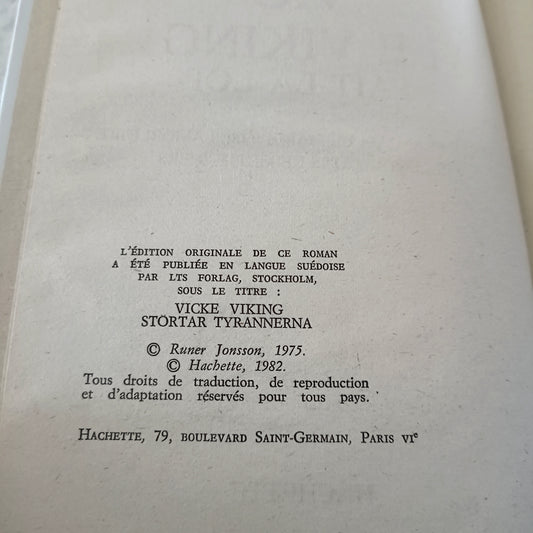 L'ÉDITION ORIGINALE DE CE ROMAN
A ÉTÉ PUBLIÉE EN LANGUE SUÉDOISE
PAR LTS FORLAG, STOCKHOLM,
SOUS LE TITRE :
VICKE VIKING
STÖRTAR TYRANNERNA
© Runer Jonsson, 1975.
© Hachette, 1982.
Tous droits de traduction, de reproduction
et d'adaptation réservés pour tous pays.
HACHETTE, 79, BOULEVARD SAINT-GERMAIN, PARIS VIᵉ